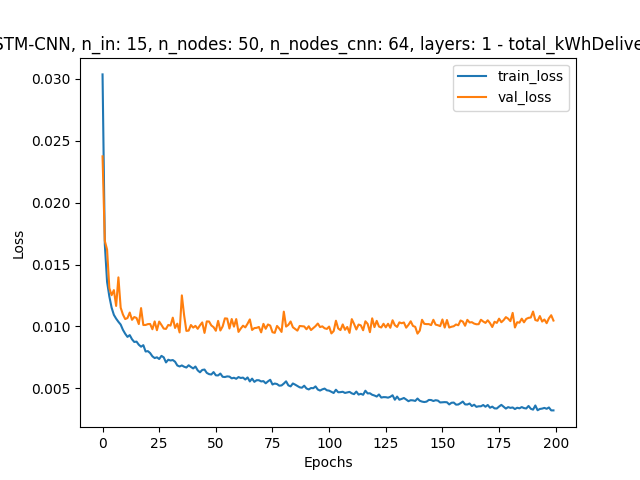 STM-CNN, n_in: 15, n_nodes: 50, n_nodes_cnn: 64, layers: 1 - total_kWhDelive
train_loss
val_loss
0.030
0.025
0.020
0.015
0.010
0.005
Loss
0 25 50 75 100 125 150 175 200
Epochs